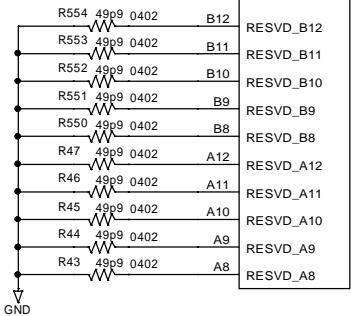 R554 49p9 0402 B12 RESVD_B12
R553 49p9 0402 B11 RESVD_B11
R552 49p9 0402 B10 RESVD_B10
R551 49p9 0402 B9 RESVD_B9
R550 49p9 0402 B8 RESVD_B8
R47 49p9 0402 A12 RESVD_A12
R46 49p9 0402 A11 RESVD_A11
R45 49p9 0402 A10 RESVD_A10
R44 49p9 0402 A9 RESVD_A9
R43 49p9 0402 A8 RESVD_A8
GND